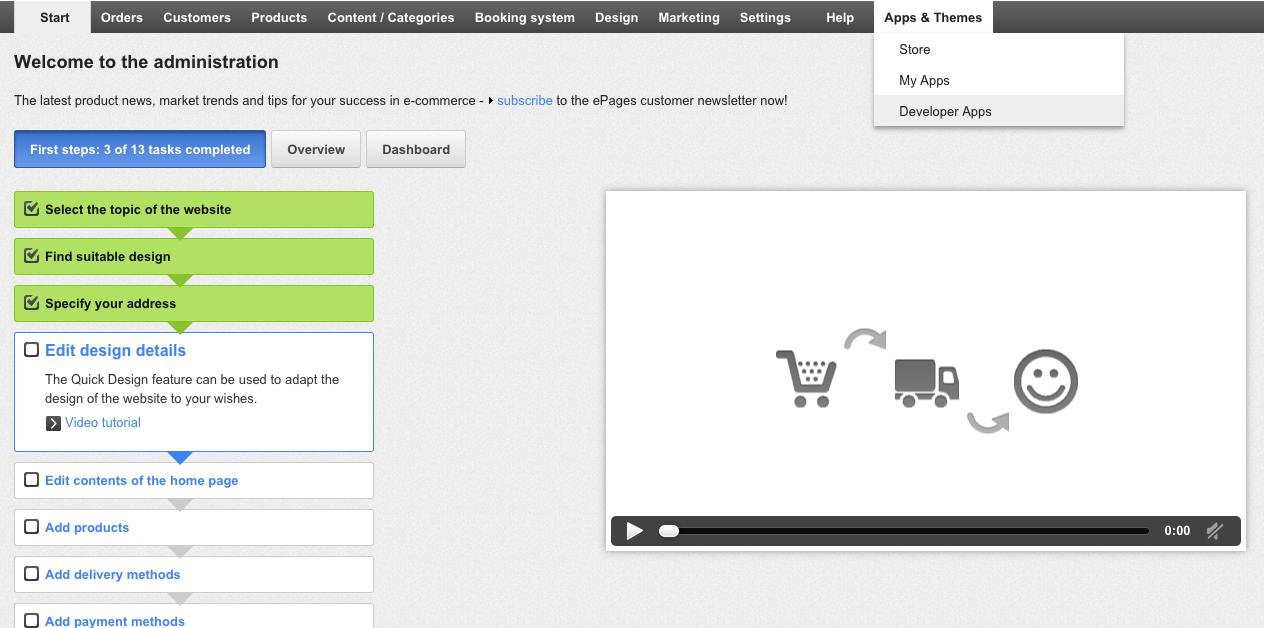 Start Orders Customers Products Content / Categories Booking system Design Marketing Settings Help Apps & Themes
Store
My Apps
Developer Apps
Welcome to the administration
The latest product news, market trends and tips for your success in e-commerce - subscribe to the ePages customer newsletter now!
First steps: 3 of 13 tasks completed Overview Dashboard
Select the topic of the website
Find suitable design
Specify your address
Edit design details
The Quick Design feature can be used to adapt the
design of the website to your wishes.
Video tutorial
Edit contents of the home page
Add products
Add delivery methods
Add payment methods
0:00